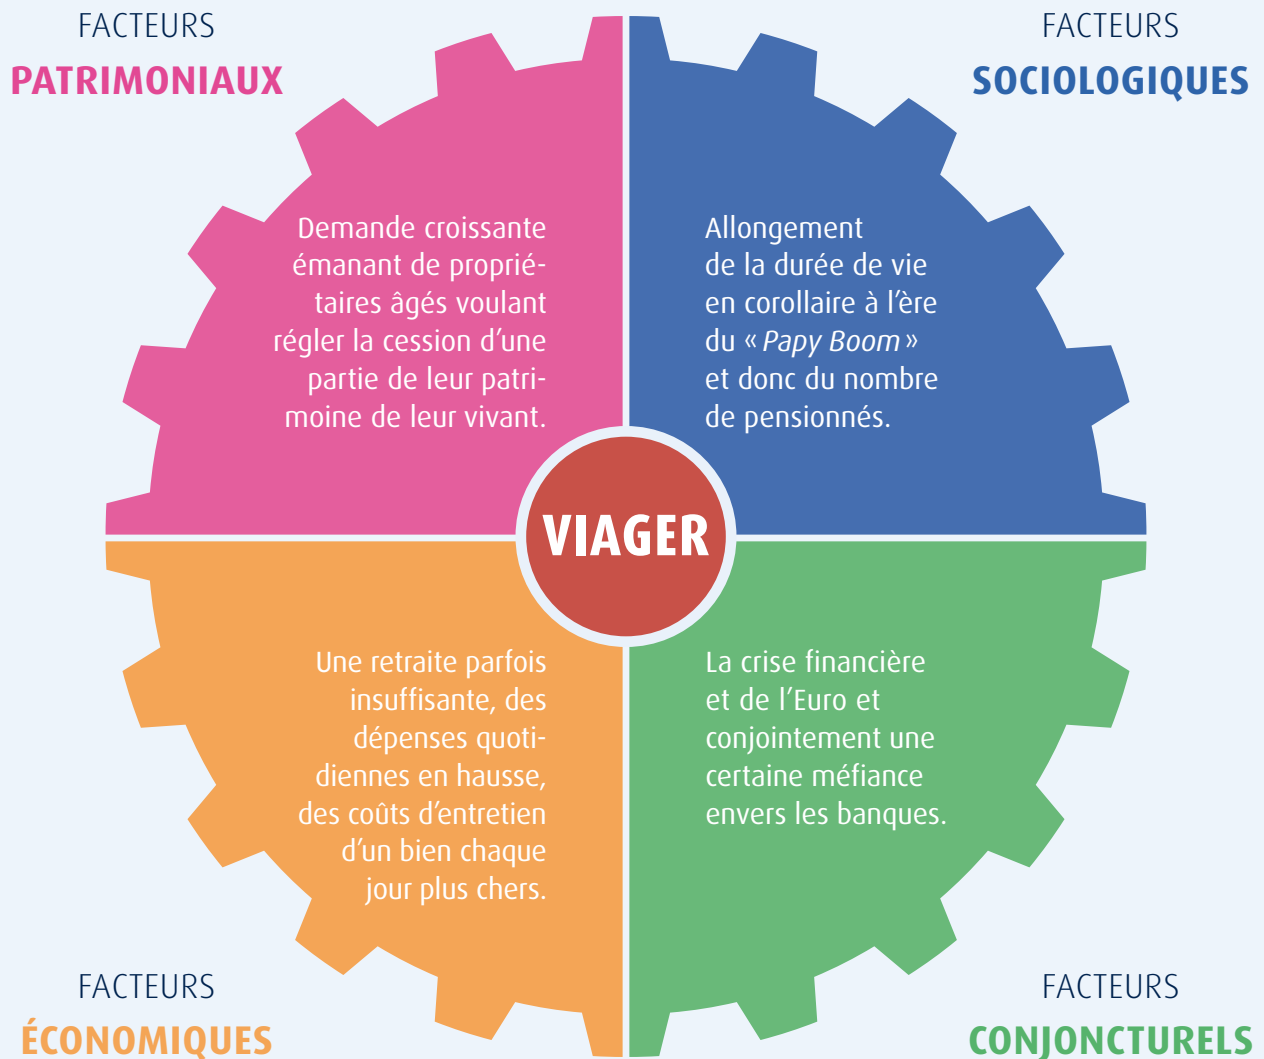 FACTEURS
PATRIMONIAUX
FACTEURS
SOCIOLOGIQUES
Demande croissante
émanant de proprié-
taires âgés voulant
régler la cession d’une
partie de leur patri-
moine de leur vivant.
Allongement
de la durée de vie
en corollaire à l’ère
du « Papy Boom »
et donc du nombre
de pensionnés.
VIAGER
Une retraite parfois
insuffisante, des
dépenses quoti-
diennes en hausse,
des coûts d’entretien
d’un bien chaque
jour plus chers.
La crise financière
et de l’Euro et
conjointement une
certaine méfiance
envers les banques.
FACTEURS
ÉCONOMIQUES
FACTEURS
CONJONCTURELS